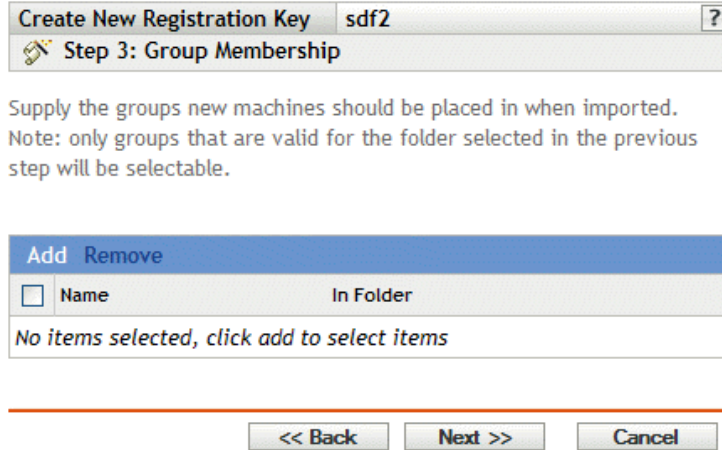 Create New Registration Key sdf2 ?
Step 3: Group Membership
Supply the groups new machines should be placed in when imported.
Note: only groups that are valid for the folder selected in the previous
step will be selectable.
Add Remove
Name In Folder
No items selected, click add to select items
<< Back Next >> Cancel